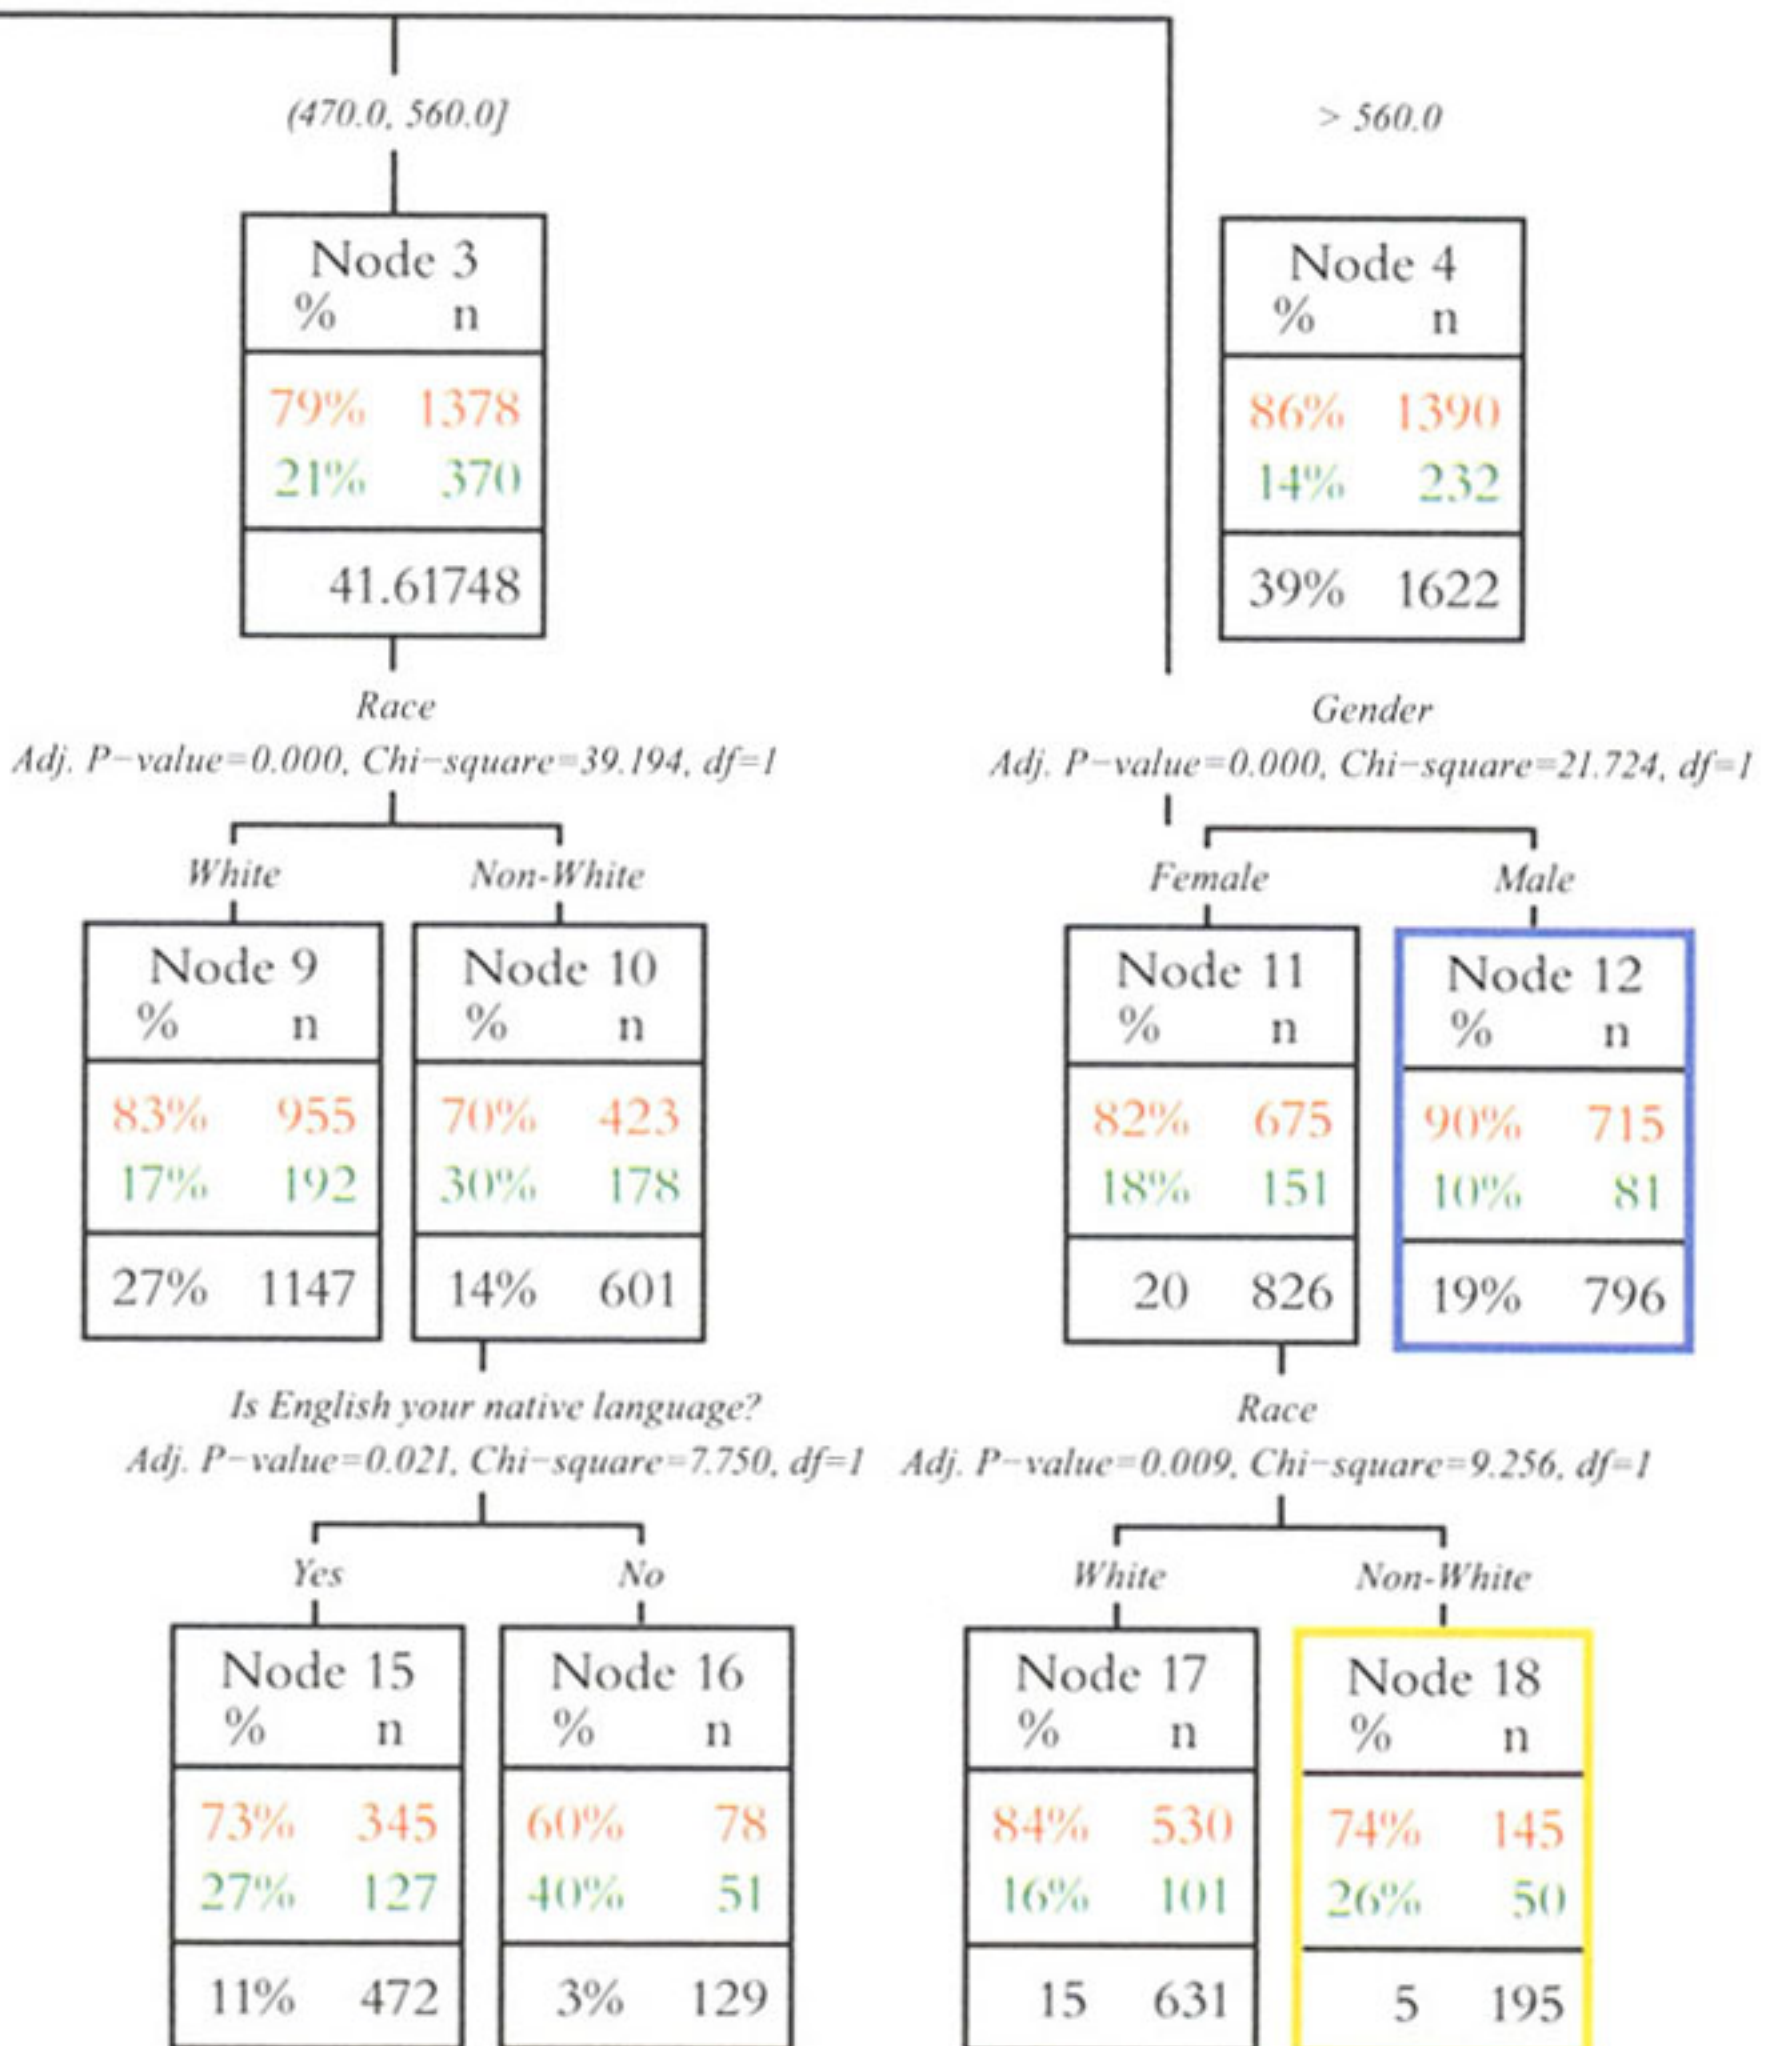 (470.0, 560.0]
> 560.0
Node 3
% n
79% 1378
21% 370
41.61748
Node 4
% n
86% 1390
14% 232
39% 1622
Race
Adj. P-value=0.000, Chi-square=39.194, df=1
Gender
Adj. P-value=0.000, Chi-square=21.724, df=1
White
Non-White
Female
Male
Node 9
% n
83% 955
17% 192
27% 1147
Node 10
% n
70% 423
30% 178
14% 601
Node 11
% n
82% 675
18% 151
20 826
Node 12
% n
90% 715
10% 81
19% 796
Is English your native language?
Adj. P-value=0.021, Chi-square=7.750, df=1
Race
Adj. P-value=0.009, Chi-square=9.256, df=1
Yes
No
White
Non-White
Node 15
% n
73% 345
27% 127
11% 472
Node 16
% n
60% 78
40% 51
3% 129
Node 17
% n
84% 530
16% 101
15 631
Node 18
% n
74% 145
26% 50
5 195